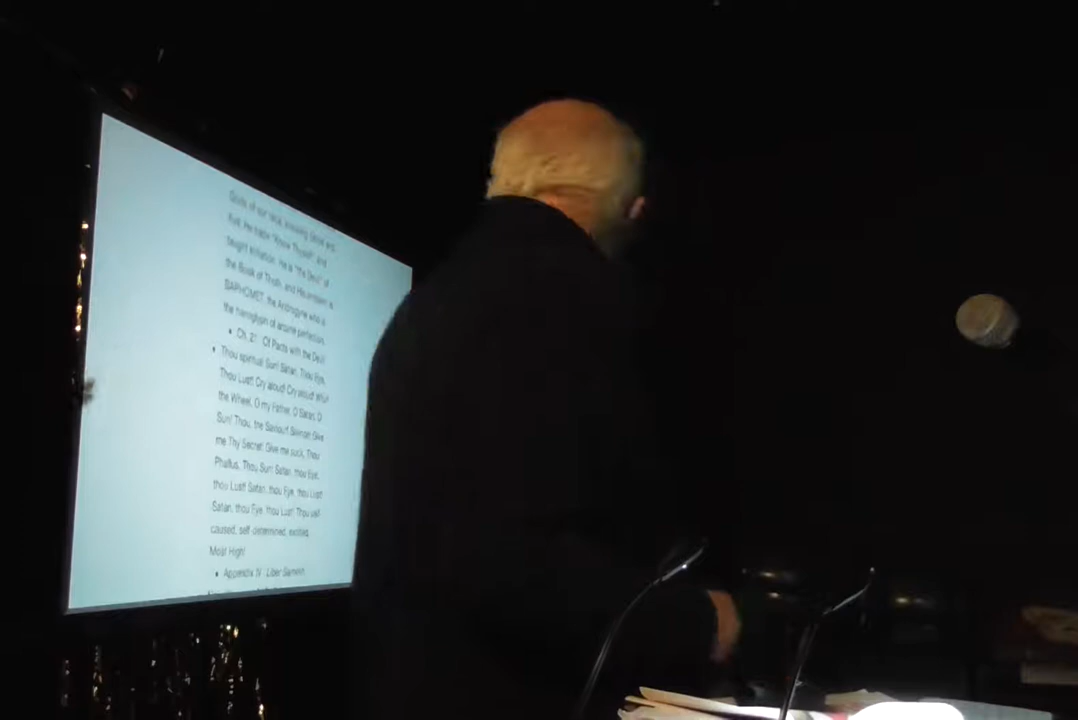 Gods of our race, knowing Good and
Evil. He bade "Know Thyself!" and
taught Initiation. He is "the Devil" of
the Book of Thoth, and His emblem is
BAPHOMET, the Androgyne who is
the hieroglyph of arcane perfection.
• Ch. 21 : Of Pacts with the Devil
• Thou spiritual Sun! Satan, Thou Eye,
Thou Lust! Cry aloud! Cry aloud! Whirl
the Wheel, O my Father, O Satan, O
Sun! Thou, the Saviour! Silence! Give
me Thy Secret! Give me suck, Thou
Phallus, Thou Sun! Satan, thou Eye,
thou Lust! Satan, thou Eye, thou Lust!
Satan, thou Eye, thou Lust! Thou self-
caused, self determined, exalted,
Most High!
• Appendix IV : Liber Samekh